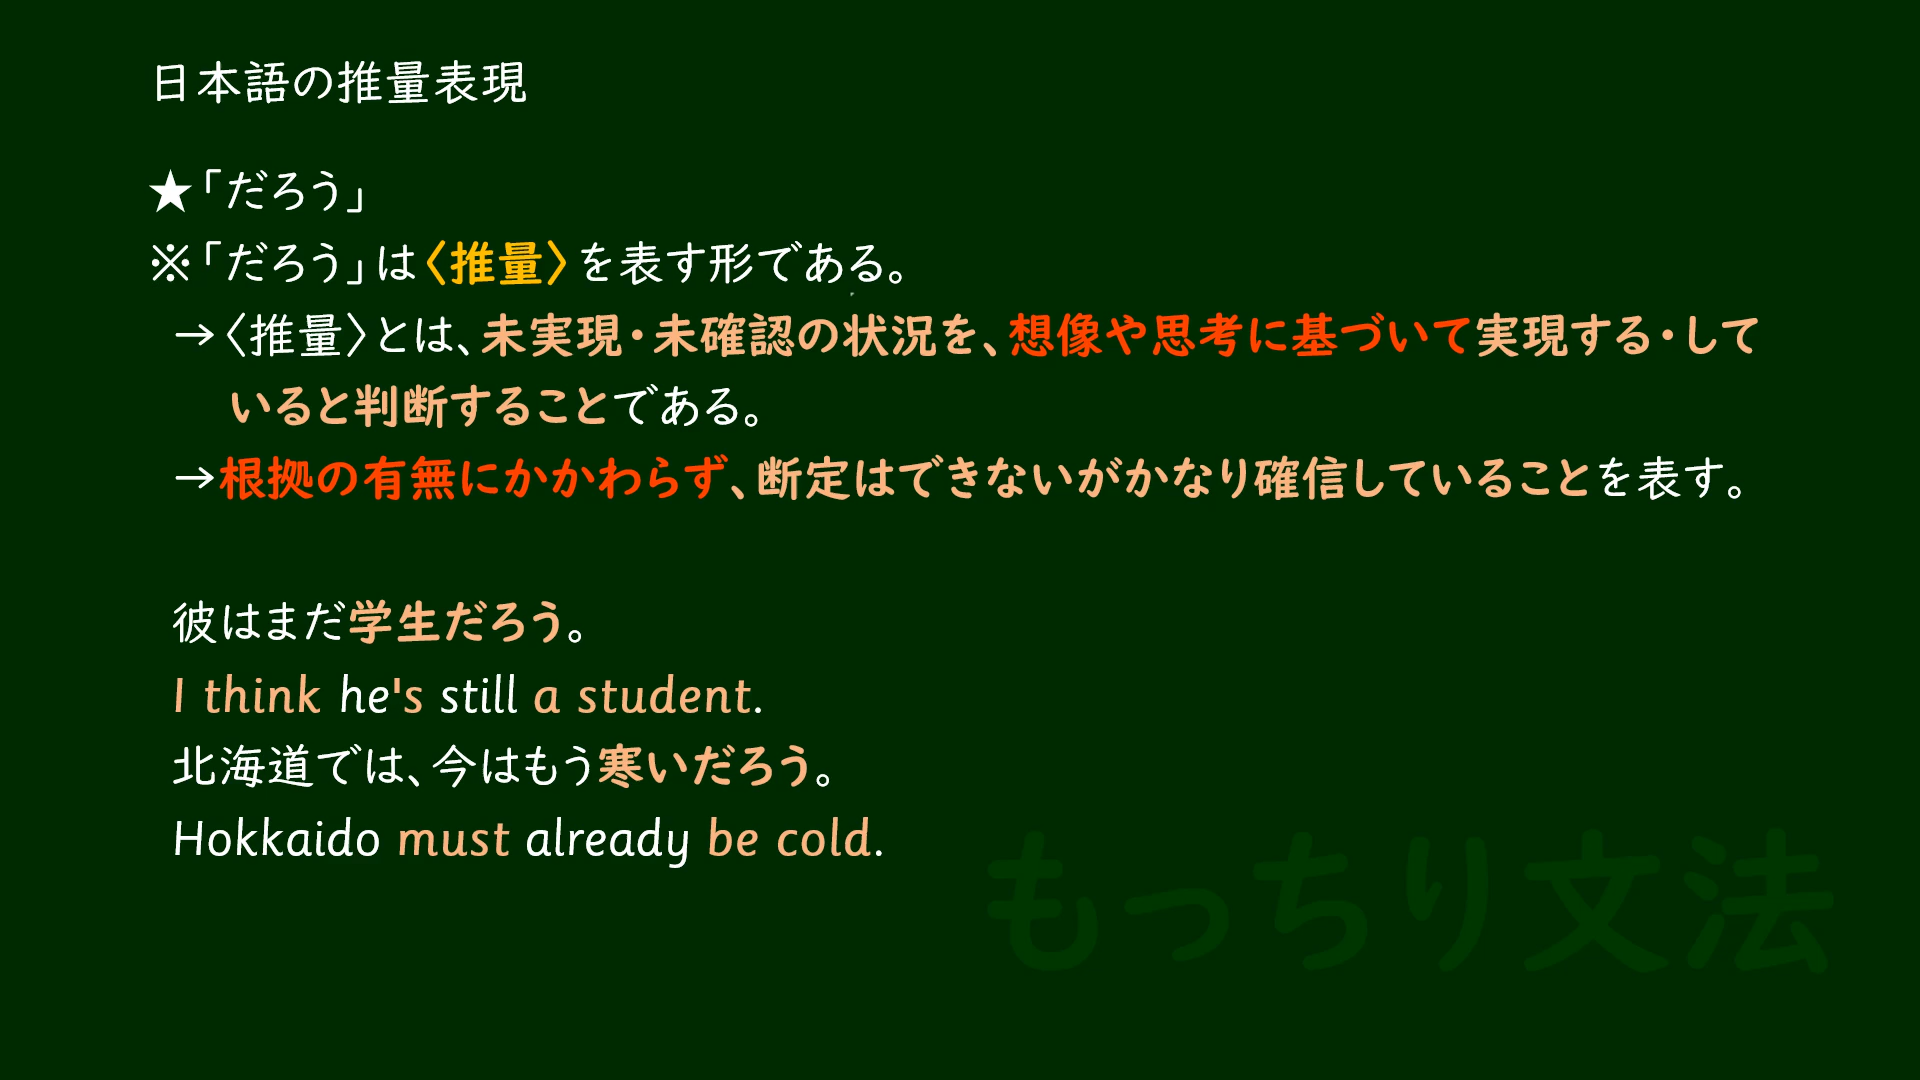 日本語の推量表現
★「だろう」
※「だろう」は〈推量〉を表す形である。
→〈推量〉とは、未実現・未確認の状況を、想像や思考に基づいて実現する・して
いると判断することである。
→根拠の有無にかかわらず、断定はできないがかなり確信していることを表す。
彼はまだ学生だろう。
I think he's still a student.
北海道では、今はもう寒いだろう。
Hokkaido must already be cold.
もっちり文法